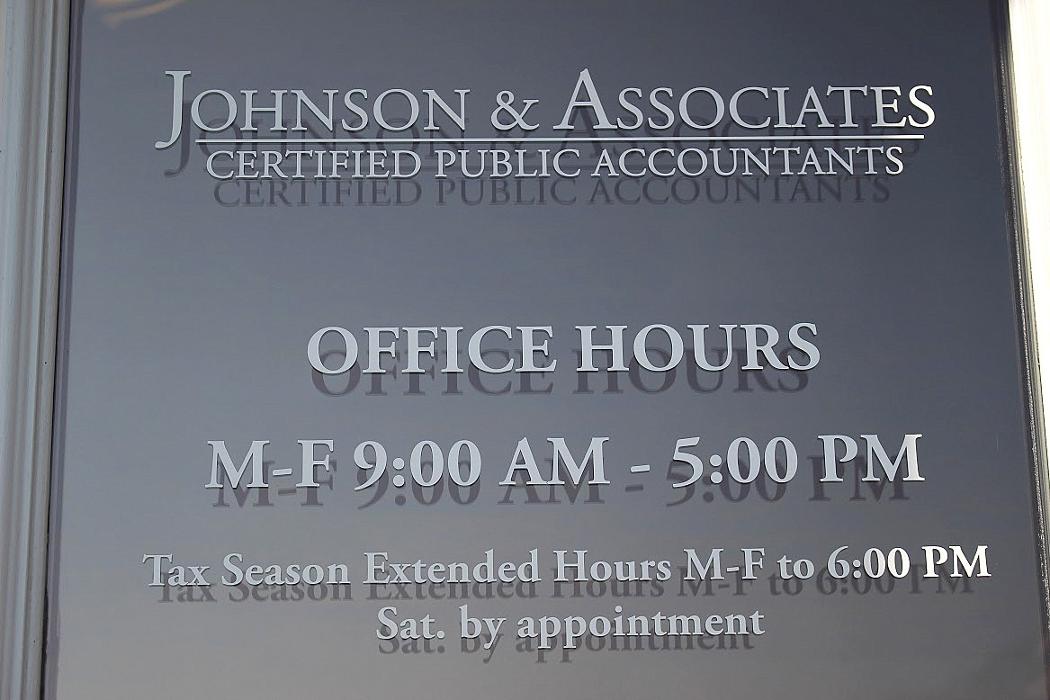 JOHNSON & ASSOCIATES
CERTIFIED PUBLIC ACCOUNTANTS
OFFICE HOURS
M-F 9:00 AM - 5:00 PM
Tax Season Extended Hours M-F to 6:00 PM
Sat. by appointment